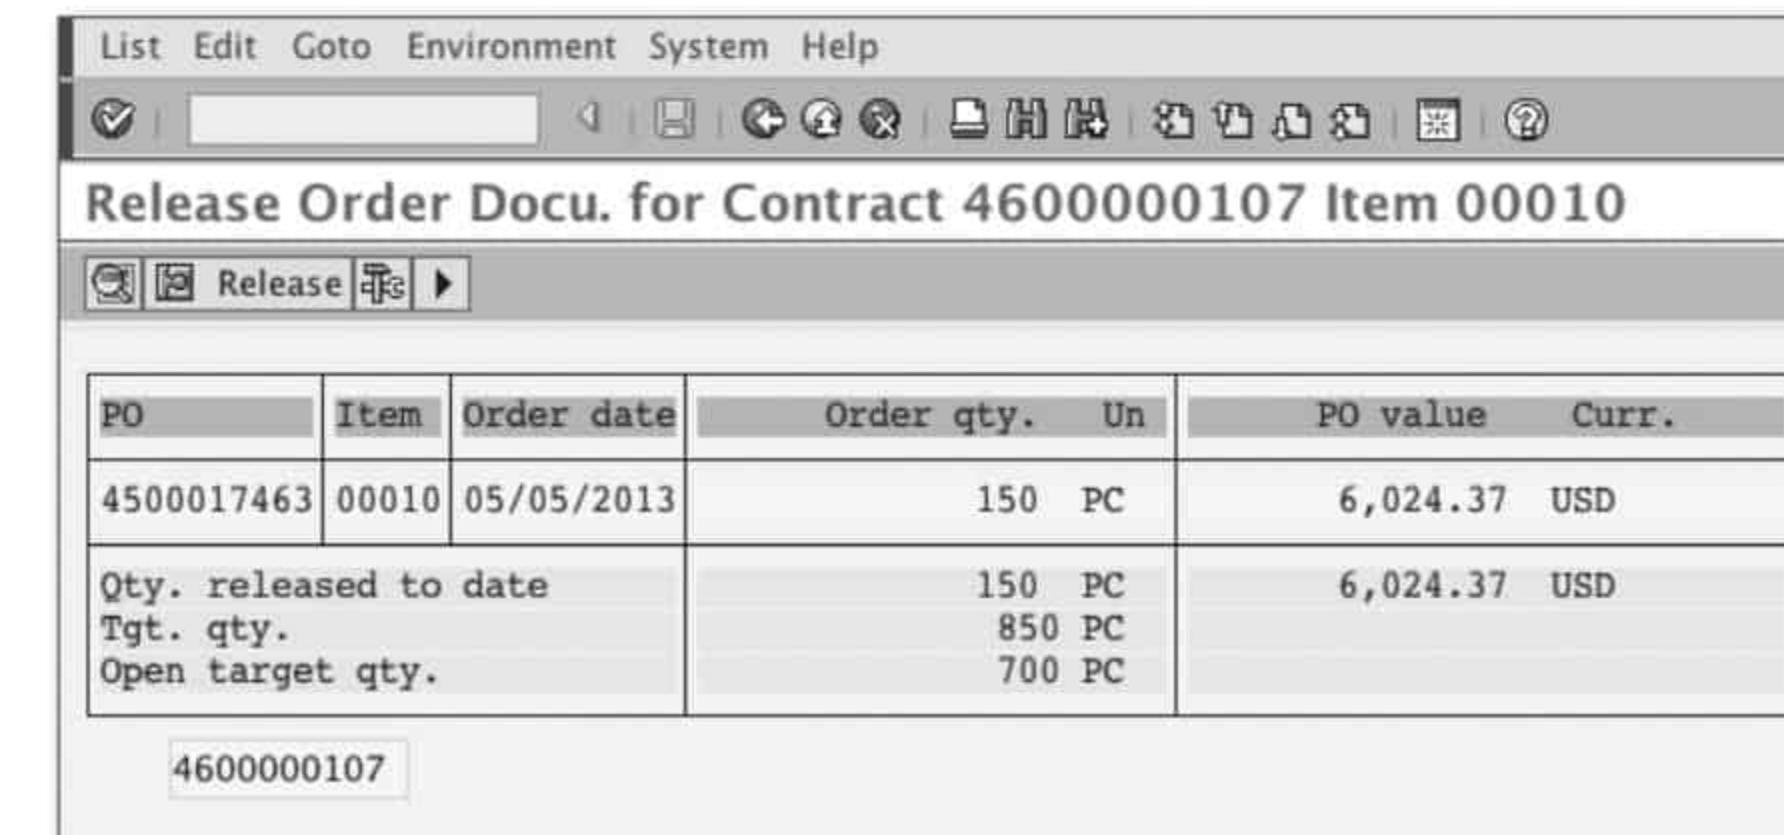 List Edit Goto Environment System Help
Release Order Docu. for Contract 4600000107 Item 00010
Release
PO Item Order date Order qty. Un PO value Curr.
4500017463 00010 05/05/2013 150 PC 6,024.37 USD
Qty. released to date 150 PC 6,024.37 USD
Tgt. qty. 850 PC
Open target qty. 700 PC
4600000107